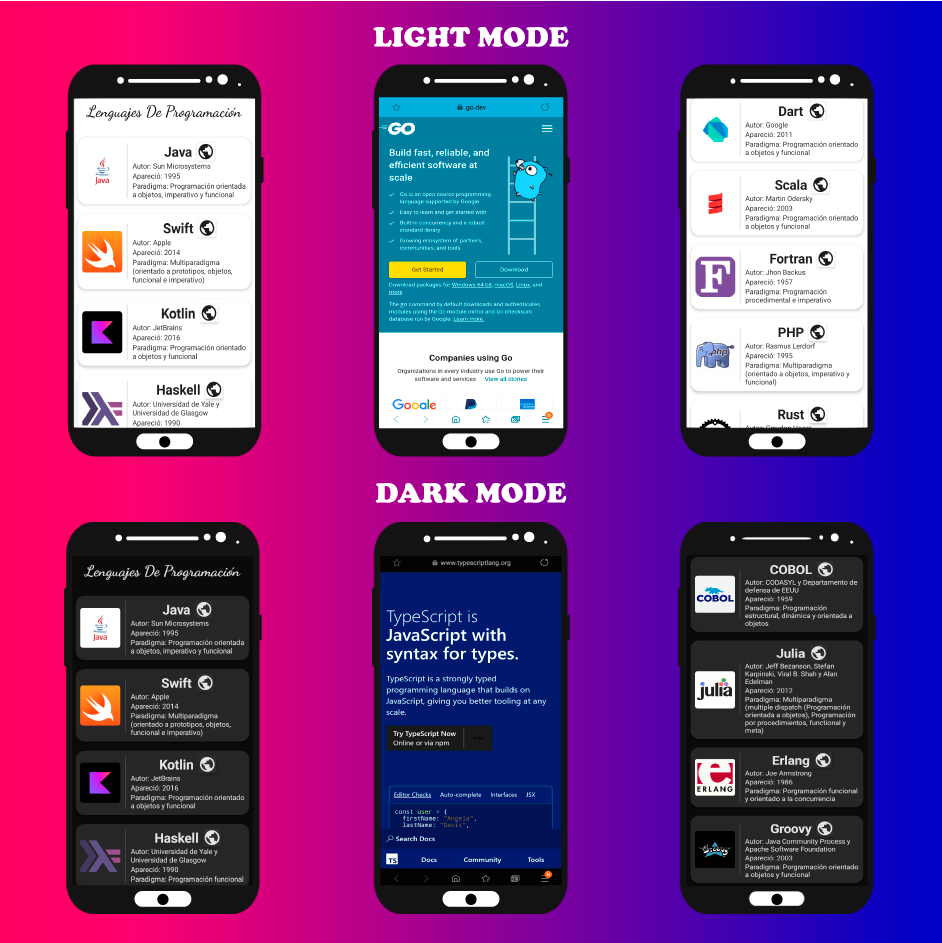 LIGHT MODE
Lenguajes De Programación
Java
Java
Autor: Sun Microsystems
Apareció: 1995
Paradigma: Programación orientada
a objetos, imperativo y funcional
Swift
Autor: Apple
Apareció: 2014
Paradigma: Multiparadigma
(orientado a prototipos, objetos,
funcional e imperativo)
Kotlin
Autor: JetBrains
Apareció: 2016
Paradigma: Programación orientado
a objetos y funcional
Haskell
Autor: Universidad de Yale y
Universidad de Glasgow
Apareció: 1990
go.dev
GO
Build fast, reliable, and
efficient software at
scale
Go is an open source programming
language supported by Google
Easy to learn and get started with
Built-in concurrency and a robust
standard library
Growing ecosystem of partners,
communities, and tools
Get Started
Download
Download packages for Windows 64-bit, macOS, Linux, and
more
The go command by default downloads and authenticates
modules using the Go module mirror and Go checksum
database run by Google. Learn more.
Companies using Go
Organizations in every industry use Go to power their
software and services View all stories
Google
Dart
Autor: Google
Apareció: 2011
Paradigma: Programación orientado
a objetos y funcional
Scala
Autor: Martin Odersky
Apareció: 2003
Paradigma: Programación orientado
a objetos y funcional
F
Fortran
Autor: Jhon Backus
Apareció: 1957
Paradigma: Programación
procedimental e imperativo
php
PHP
Autor: Rasmus Lerdorf
Apareció: 1995
Paradigma: Multiparadigma
(orientado a objetos, imperativo y
funcional)
Rust
DARK MODE
Lenguajes De Programación
Java
Java
Autor: Sun Microsystems
Apareció: 1995
Paradigma: Programación orientada
a objetos, imperativo y funcional
Swift
Autor: Apple
Apareció: 2014
Paradigma: Multiparadigma
(orientado a prototipos, objetos,
funcional e imperativo)
Kotlin
Autor: JetBrains
Apareció: 2016
Paradigma: Programación orientado
a objetos y funcional
Haskell
Autor: Universidad de Yale y
Universidad de Glasgow
Apareció: 1990
Paradigma: Programación funcional
www.typescriptlang.org
TypeScript is
JavaScript with
syntax for types.
TypeScript is a strongly typed
programming language that builds on
JavaScript, giving you better tooling at any
scale.
Try TypeScript Now
Online or via npm
Editor Checks Auto-complete Interfaces JSX
const user = {
firstName: "Angela",
lastName: "Davis",
Search Docs
TS Docs Community Tools
COBOL
COBOL
Autor: CODASYL y Departamento de
defensa de EEUU
Apareció: 1959
Paradigma: Programación
estructural, dinámica y orientada a
objetos
julia
Julia
Autor: Jeff Bezanson, Stefan
Karpinski, Viral B. Shah y Alan
Edelman
Apareció: 2012
Paradigma: Multiparadigma
(multiple dispatch (Programación
orientada a objetos), Programación
por procedimientos, functional y
meta)
e
ERLANG
Erlang
Autor: Joe Armstrong
Apareció: 1986
Paradigma: Programación funcional
y orientado a la concurrencia
Groovy
Groovy
Autor: Java Community Process y
Apache Software Foundation
Apareció: 2003
Paradigma: Programación orientado
a objetos y funcional